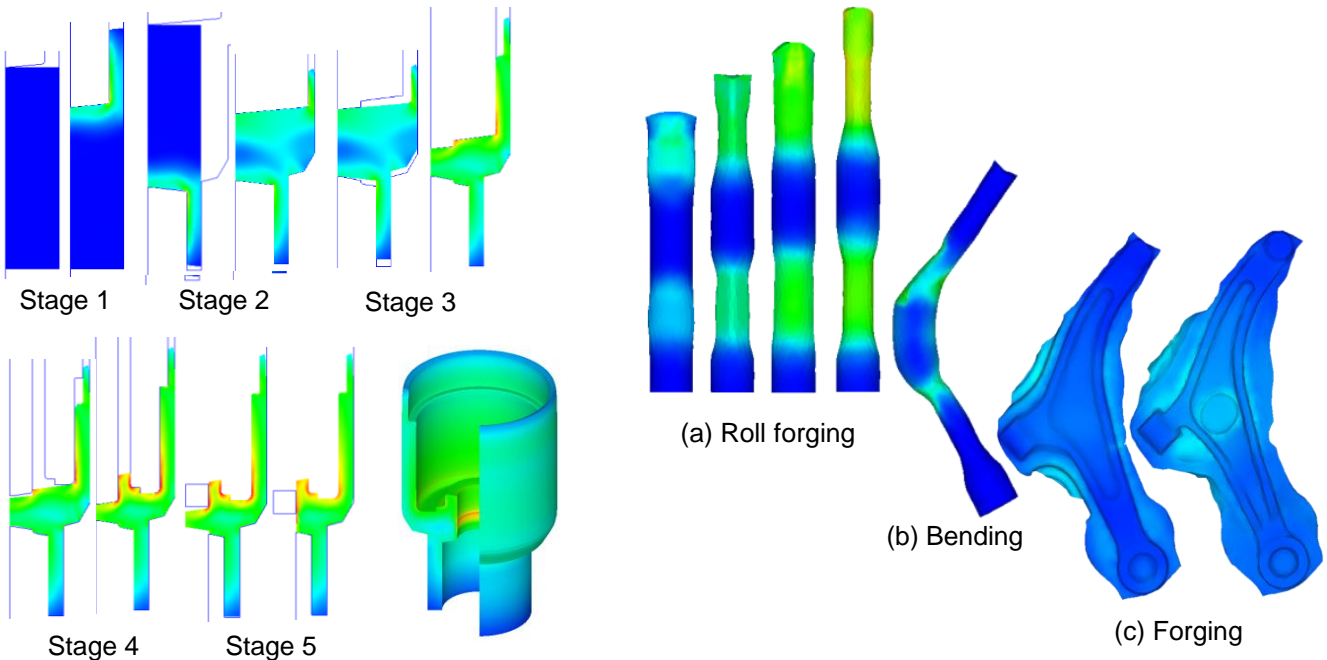 Stage 1
Stage 2
Stage 3
Stage 4
Stage 5
(a) Roll forging
(b) Bending
(c) Forging